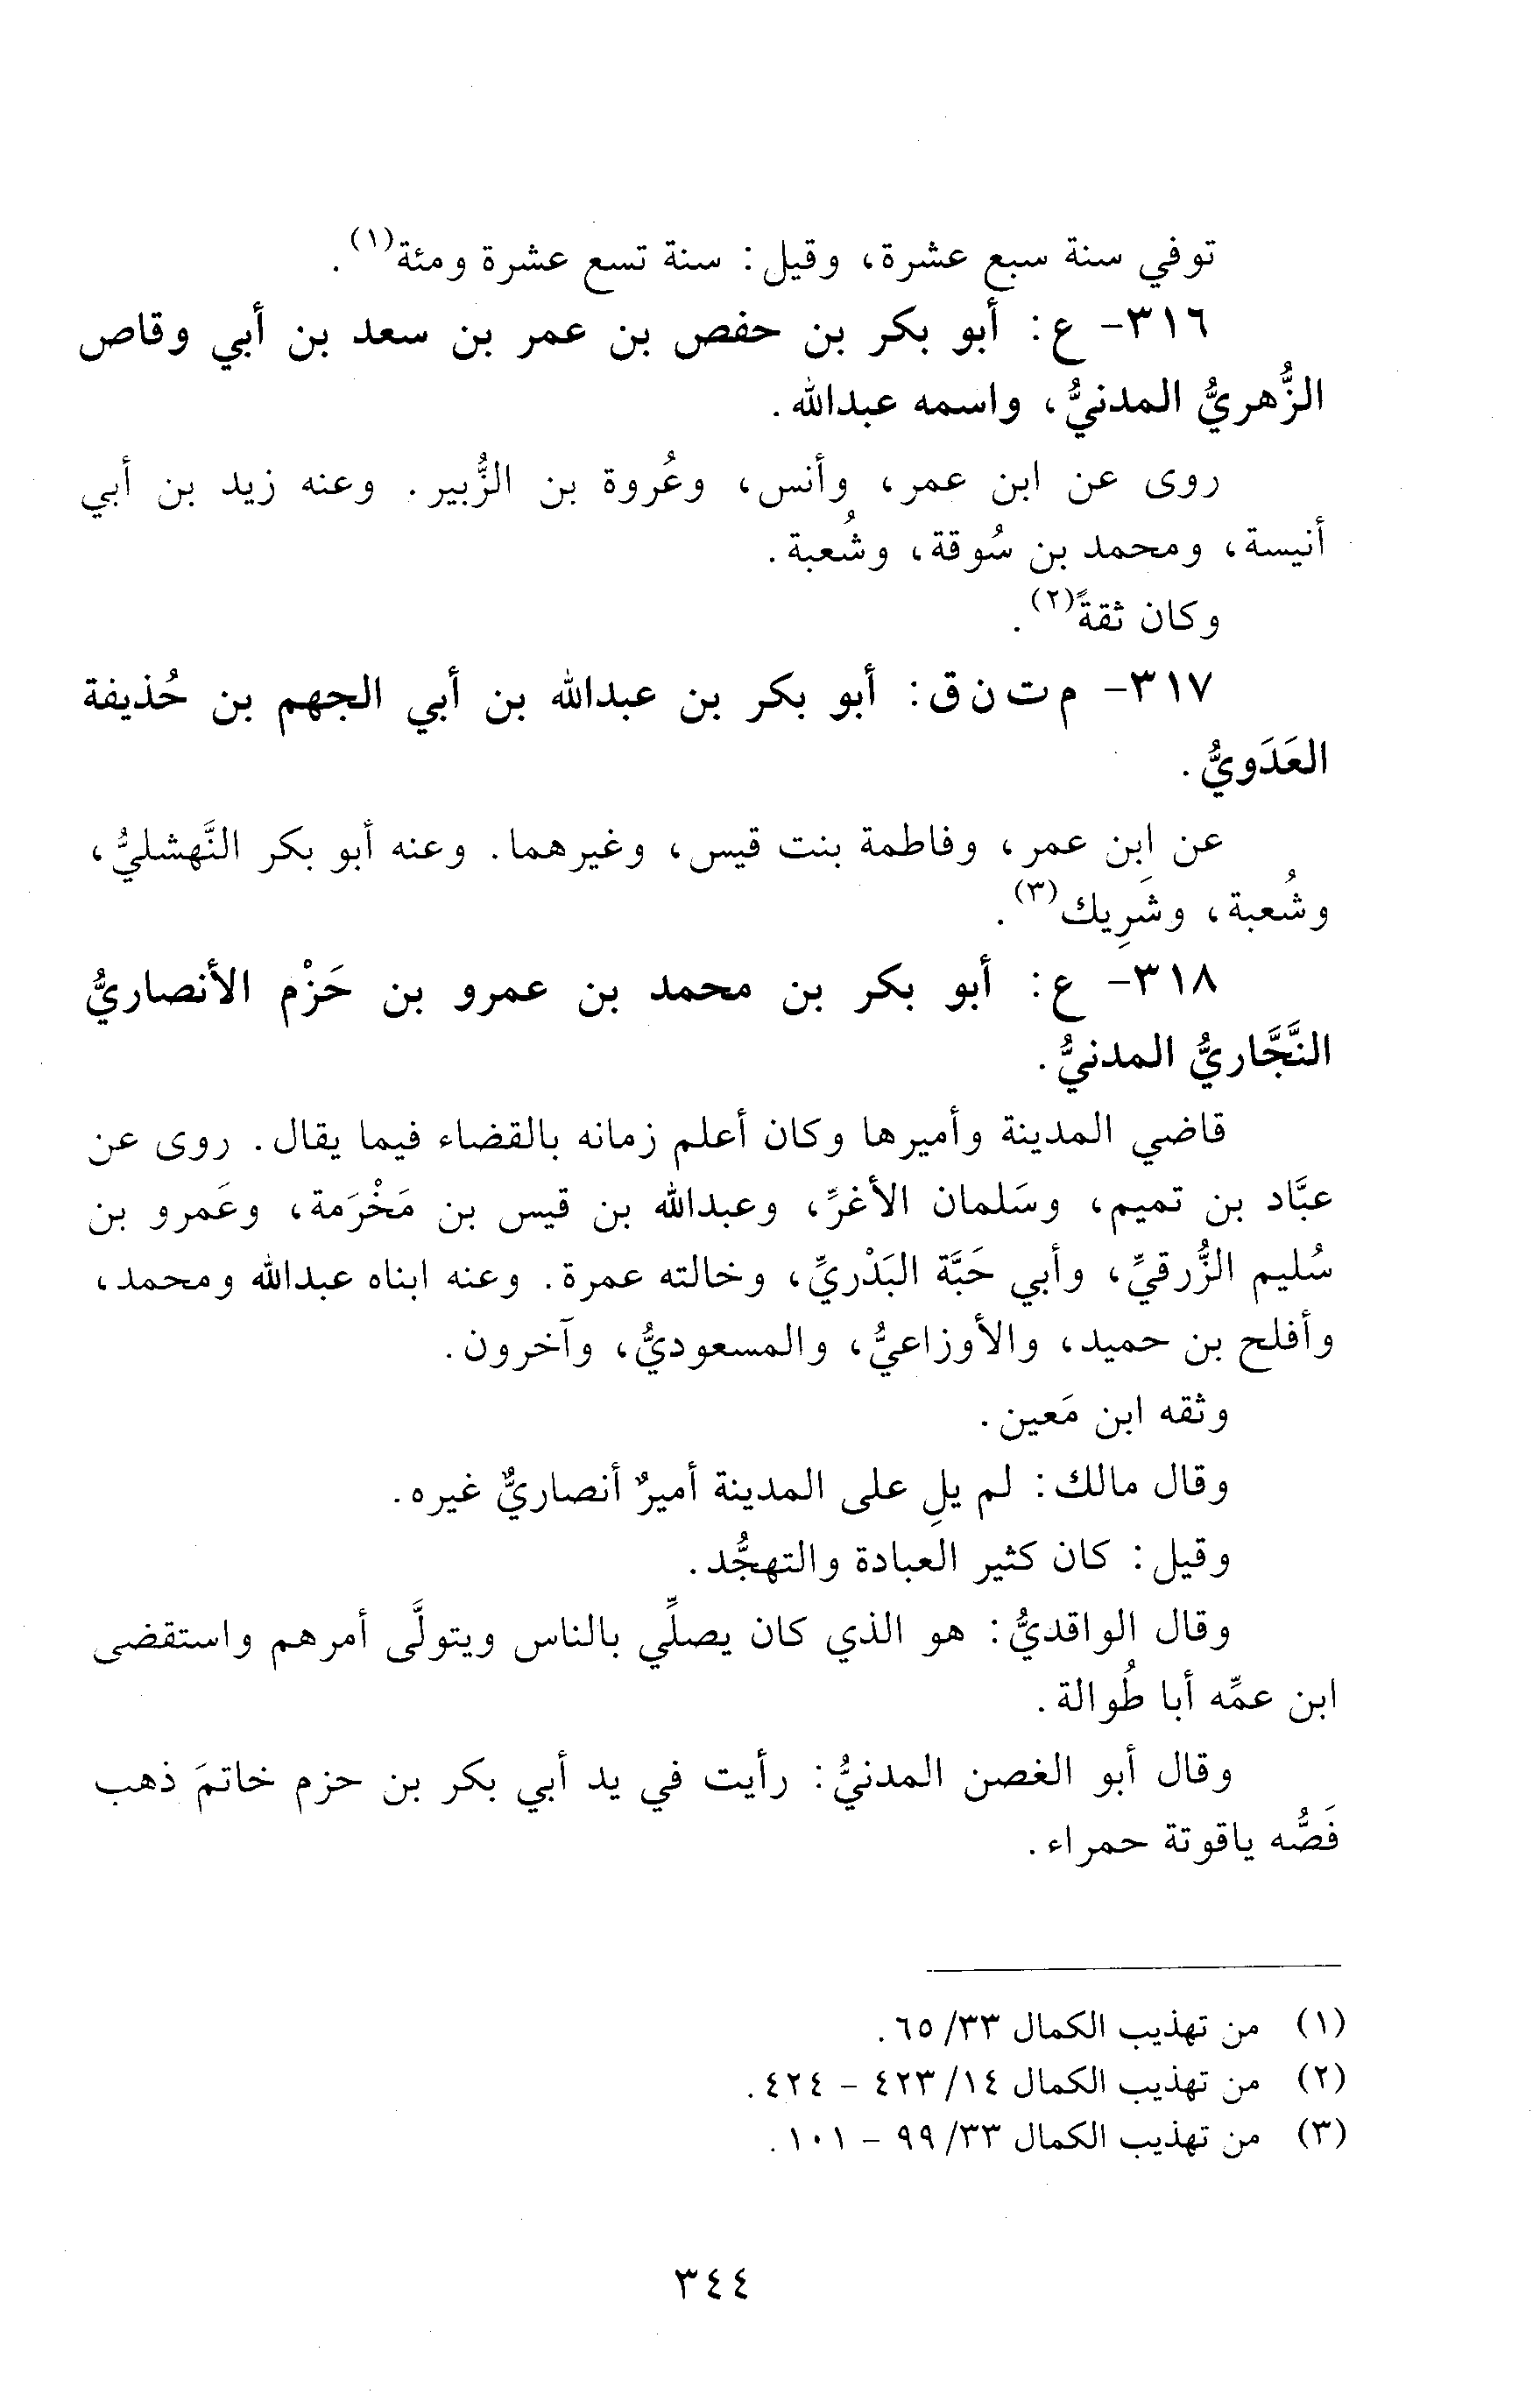 توفي سنة سبع عشرة، وقيل: سنة تسع عشرة ومئة(١).
٣١٦- ع: أبو بكر بن حفص بن عمر بن سعد بن أبي وقاص
الزُّهريُّ المدنيُّ، واسمه عبدالله.
روى عن ابن عمر، وأنس، وعُروة بن الزُّبير. وعنه زيد بن أبي
أنيسة، ومحمد بن سُوقة، وشُعبة.
وكان ثقةً(٢).
٣١٧- م ت ن ق: أبو بكر بن عبدالله بن أبي الجهم بن حُذيفة
العَدَويُّ.
عن ابن عمر، وفاطمة بنت قيس، وغيرهما. وعنه أبو بكر النَّهشليُّ،
وشُعبة، وشَرِيك(٣).
٣١٨- ع: أبو بكر بن محمد بن عمرو بن حَزْم الأنصاريُّ
النَّجَّاريُّ المدنيُّ.
قاضي المدينة وأميرها وكان أعلم زمانه بالقضاء فيما يقال. روى عن
عبَّاد بن تميم، وسَلمان الأغرِّ، وعبدالله بن قيس بن مَخْرَمة، وعَمرو بن
سُليم الزُّرقيِّ، وأبي حَبَّة البَدْريِّ، وخالته عمرة. وعنه ابناه عبدالله ومحمد،
وأفلح بن حميد، والأوزاعيُّ، والمسعوديُّ، وآخرون.
وثقه ابن مَعين.
وقال مالك: لم يلِ على المدينة أميرٌ أنصاريٌّ غيره.
وقيل: كان كثير العبادة والتهجُّد.
وقال الواقديُّ: هو الذي كان يصلِّي بالناس ويتولَّى أمرهم واستقضى
ابن عمِّه أبا طُوالة.
وقال أبو الغصن المدنيُّ: رأيت في يد أبي بكر بن حزم خاتمَ ذهب
فَصُّه ياقوتة حمراء.
(١) من تهذيب الكمال ٣٣/ ٦٥.
(٢) من تهذيب الكمال ١٤/ ٤٢٣ - ٤٢٤.
(٣) من تهذيب الكمال ٣٣/ ٩٩ - ١٠١.
٣٤٤